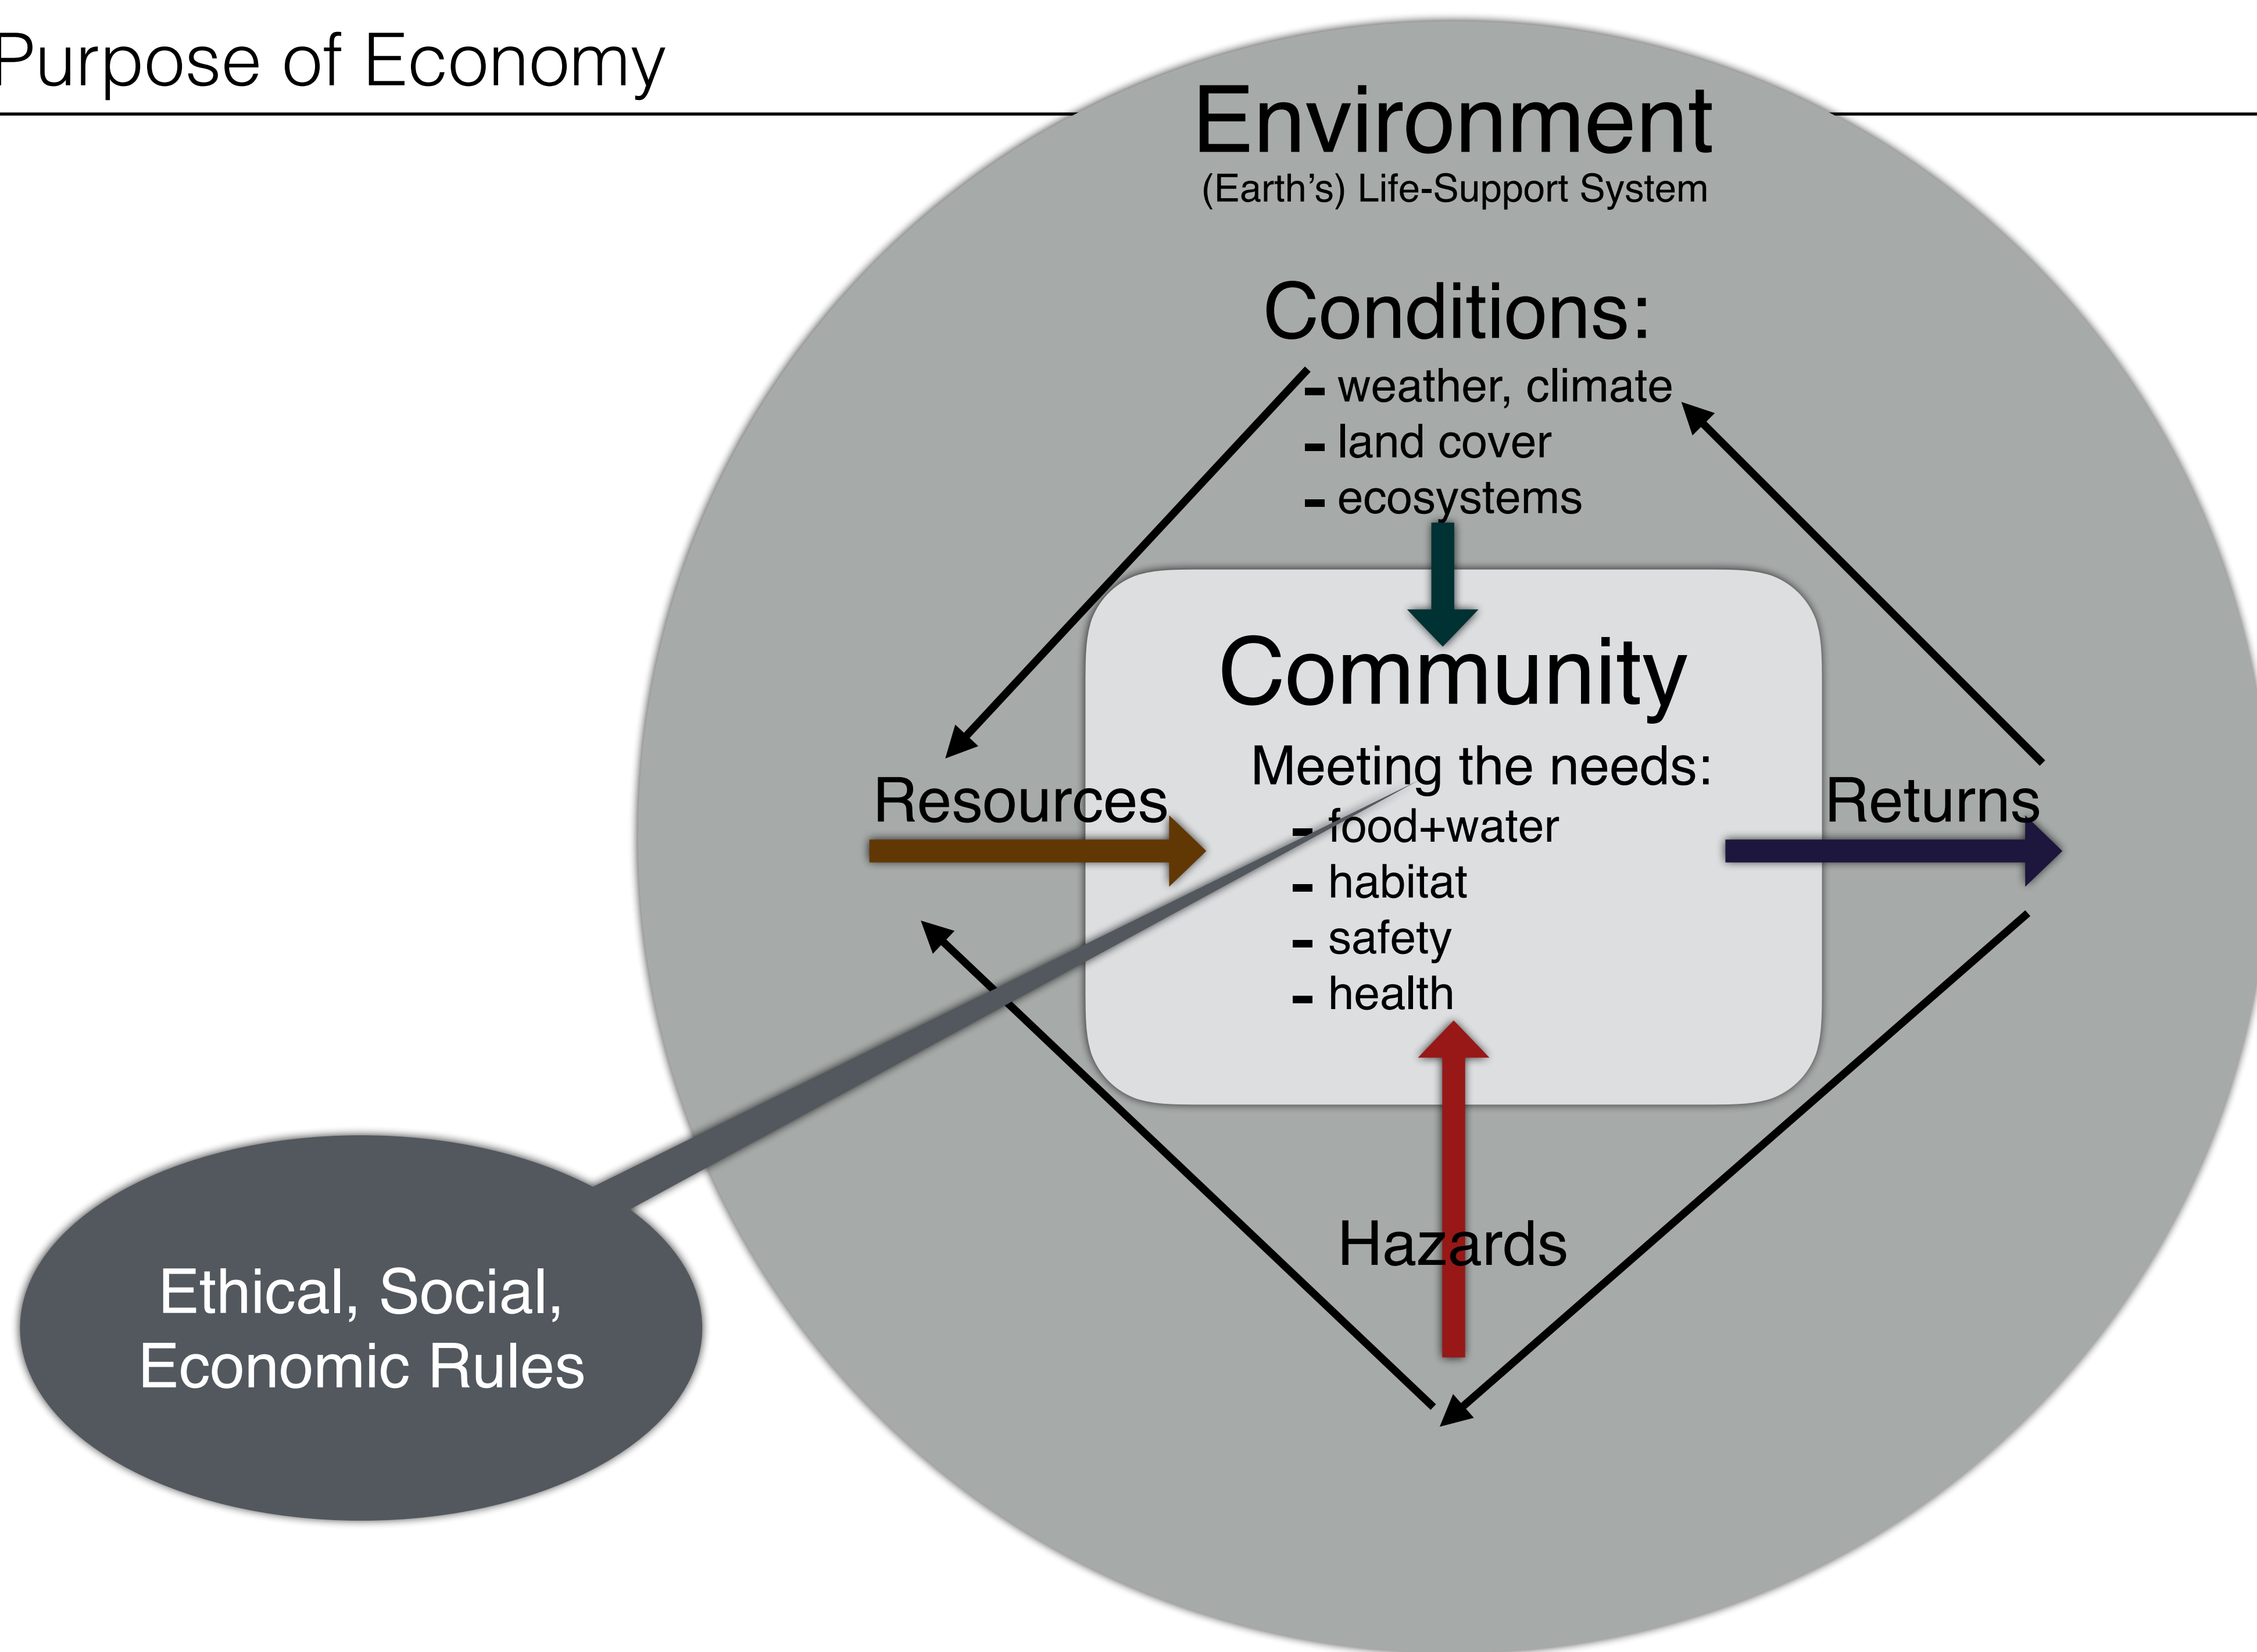 Purpose of Economy
Environment
(Earth's) Life-Support System
Conditions:
- weather, climate
- land cover
- ecosystems
Community
Meeting the needs:
- food+water
- habitat
- safety
- health
Resources
Returns
Hazards
Ethical, Social,
Economic Rules